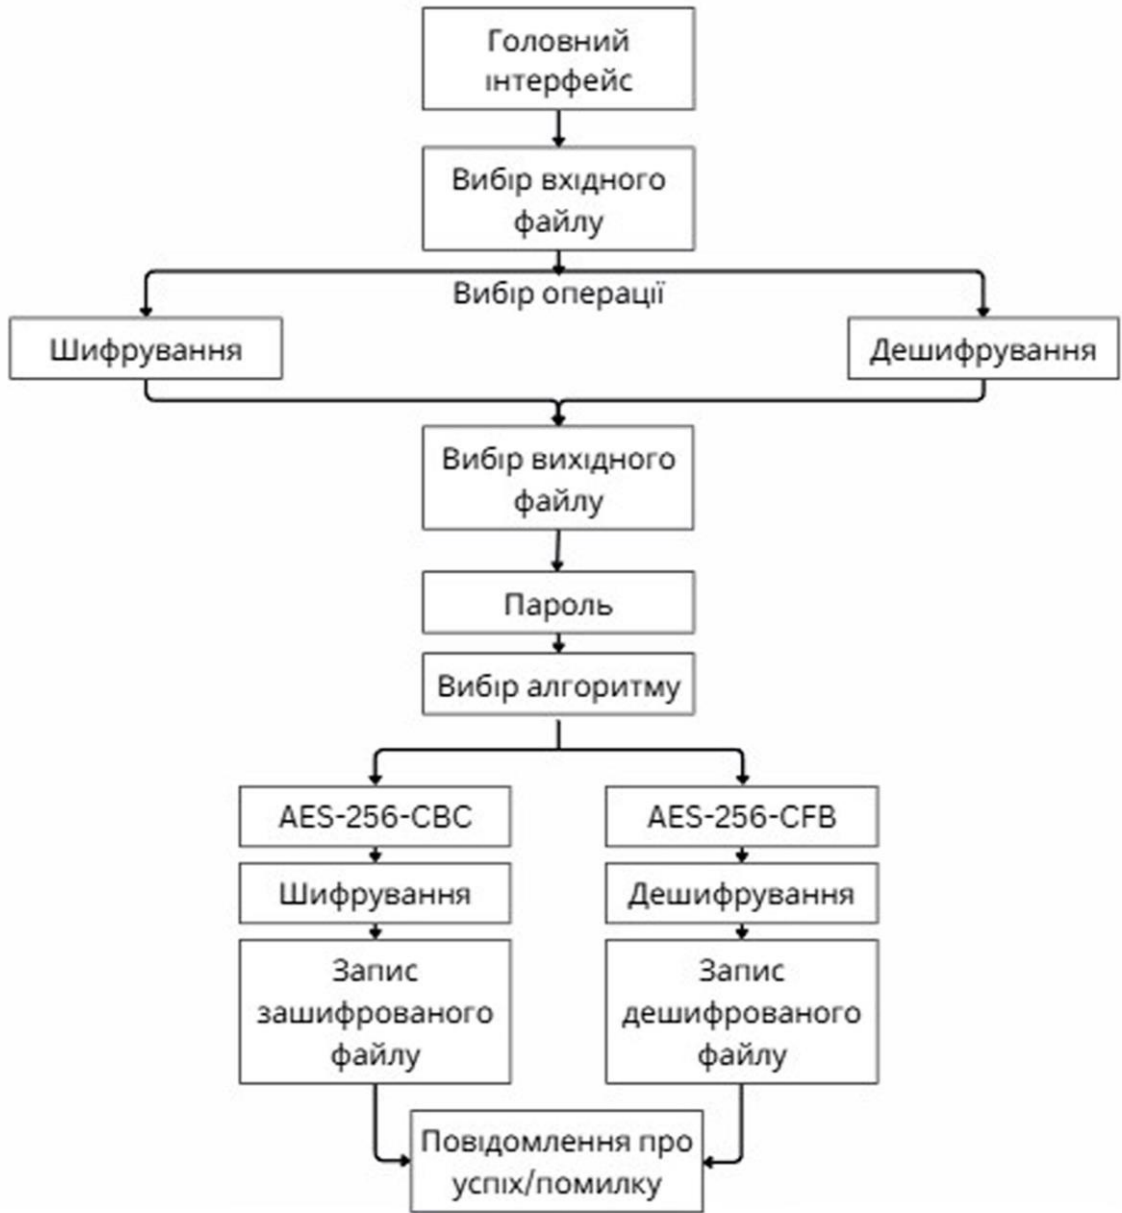 Головний
інтерфейс
Вибір вхідного
файлу
Вибір операції
Шифрування
Дешифрування
Вибір вихідного
файлу
Пароль
Вибір алгоритму
AES-256-CBC
AES-256-CFB
Шифрування
Дешифрування
Запис
зашифрованого
файлу
Запис
дешифрованого
файлу
Повідомлення про
успіх/помилку